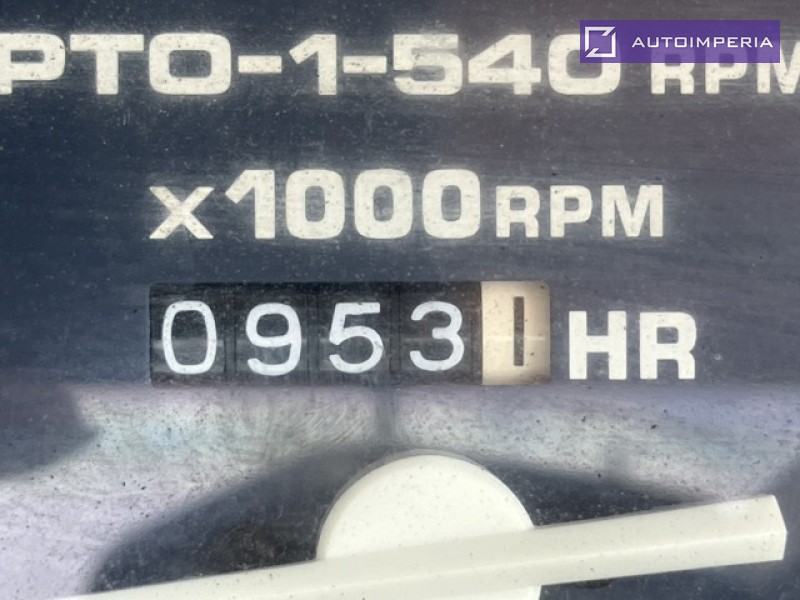 AUTOIMPERIA
PTO-1-540 RPM
x1000 RPM
09531 HR